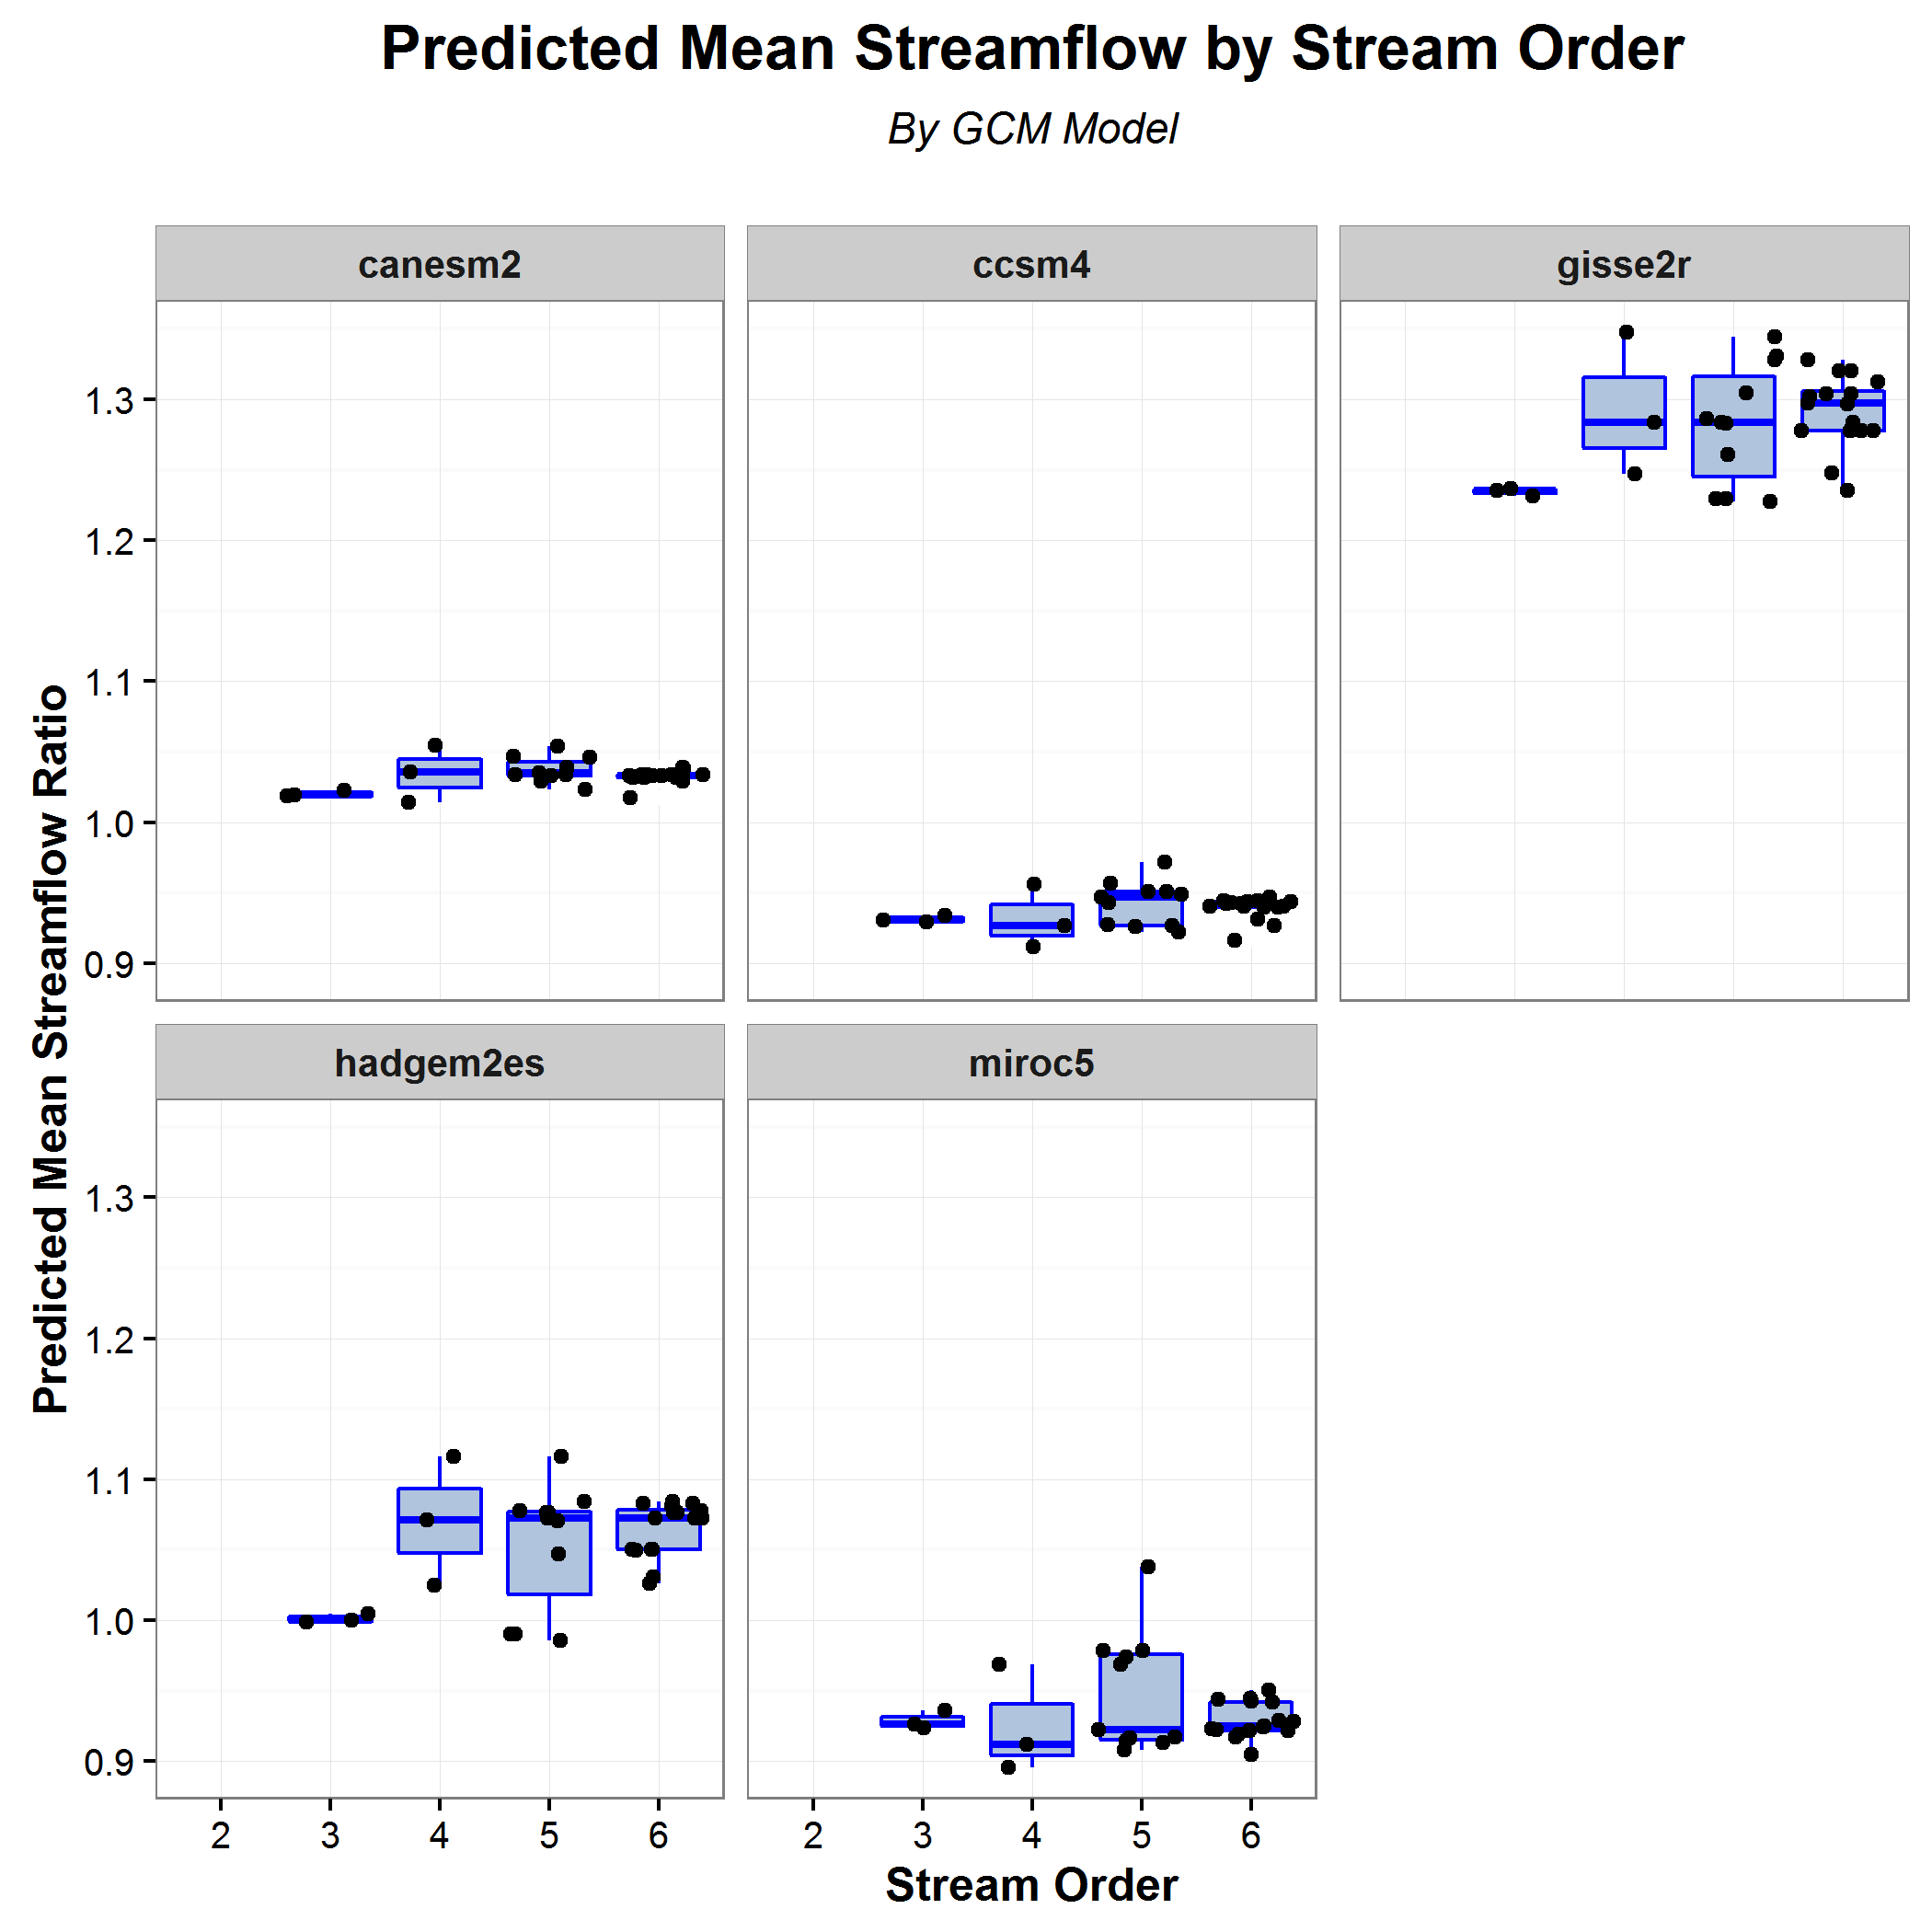 Predicted Mean Streamflow by Stream Order
By GCM Model
canesm2
ccsm4
gisse2r
1.3
1.2
1.1
1.0
0.9
Predicted Mean Streamflow Ratio
hadgem2es
miroc5
1.3
1.2
1.1
1.0
0.9
2 3 4 5 6
2 3 4 5 6
Stream Order